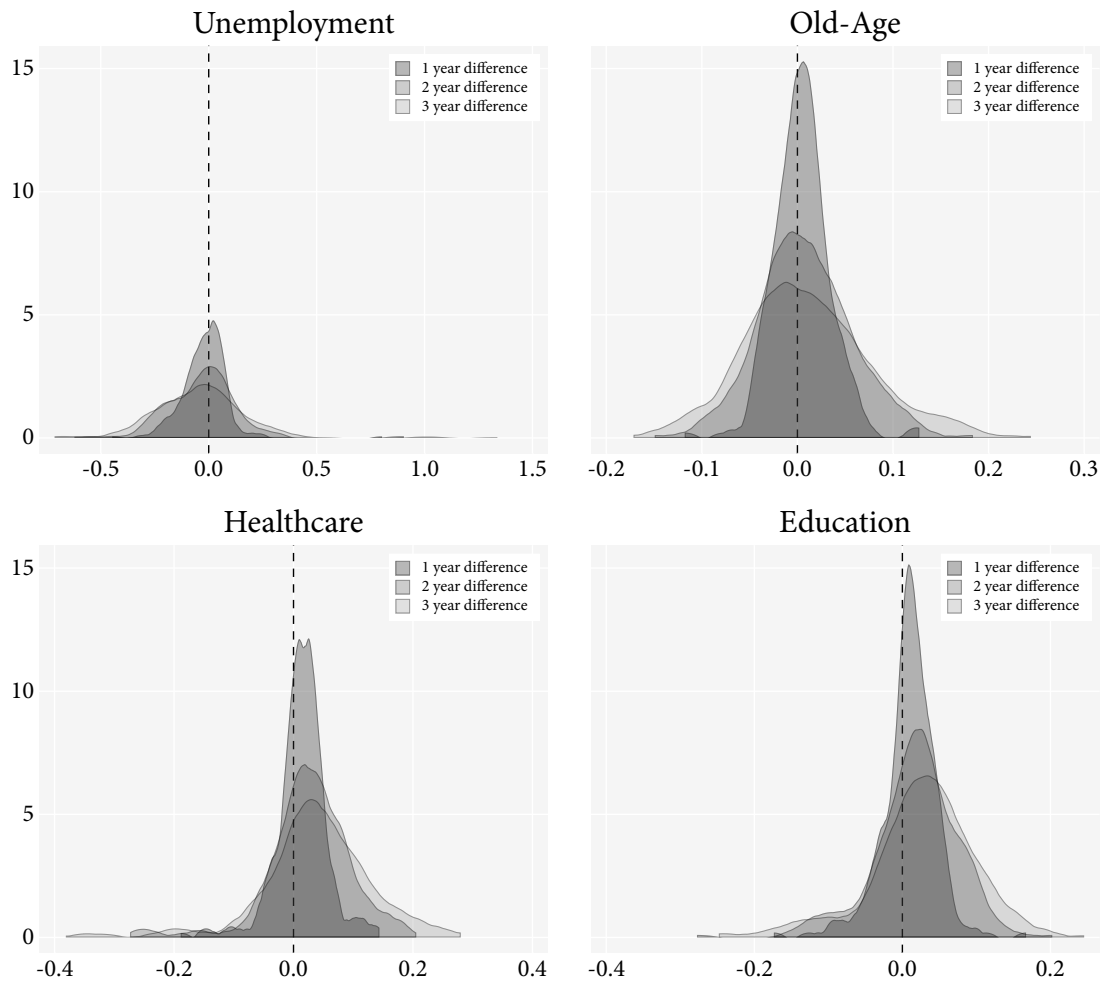 Unemployment
15
10
5
0
-0.5 0.0 0.5 1.0 1.5
1 year difference
2 year difference
3 year difference
Old-Age
-0.2 -0.1 0.0 0.1 0.2 0.3
1 year difference
2 year difference
3 year difference
Healthcare
15
10
5
0
-0.4 -0.2 0.0 0.2 0.4
1 year difference
2 year difference
3 year difference
Education
-0.4 -0.2 0.0 0.2
1 year difference
2 year difference
3 year difference